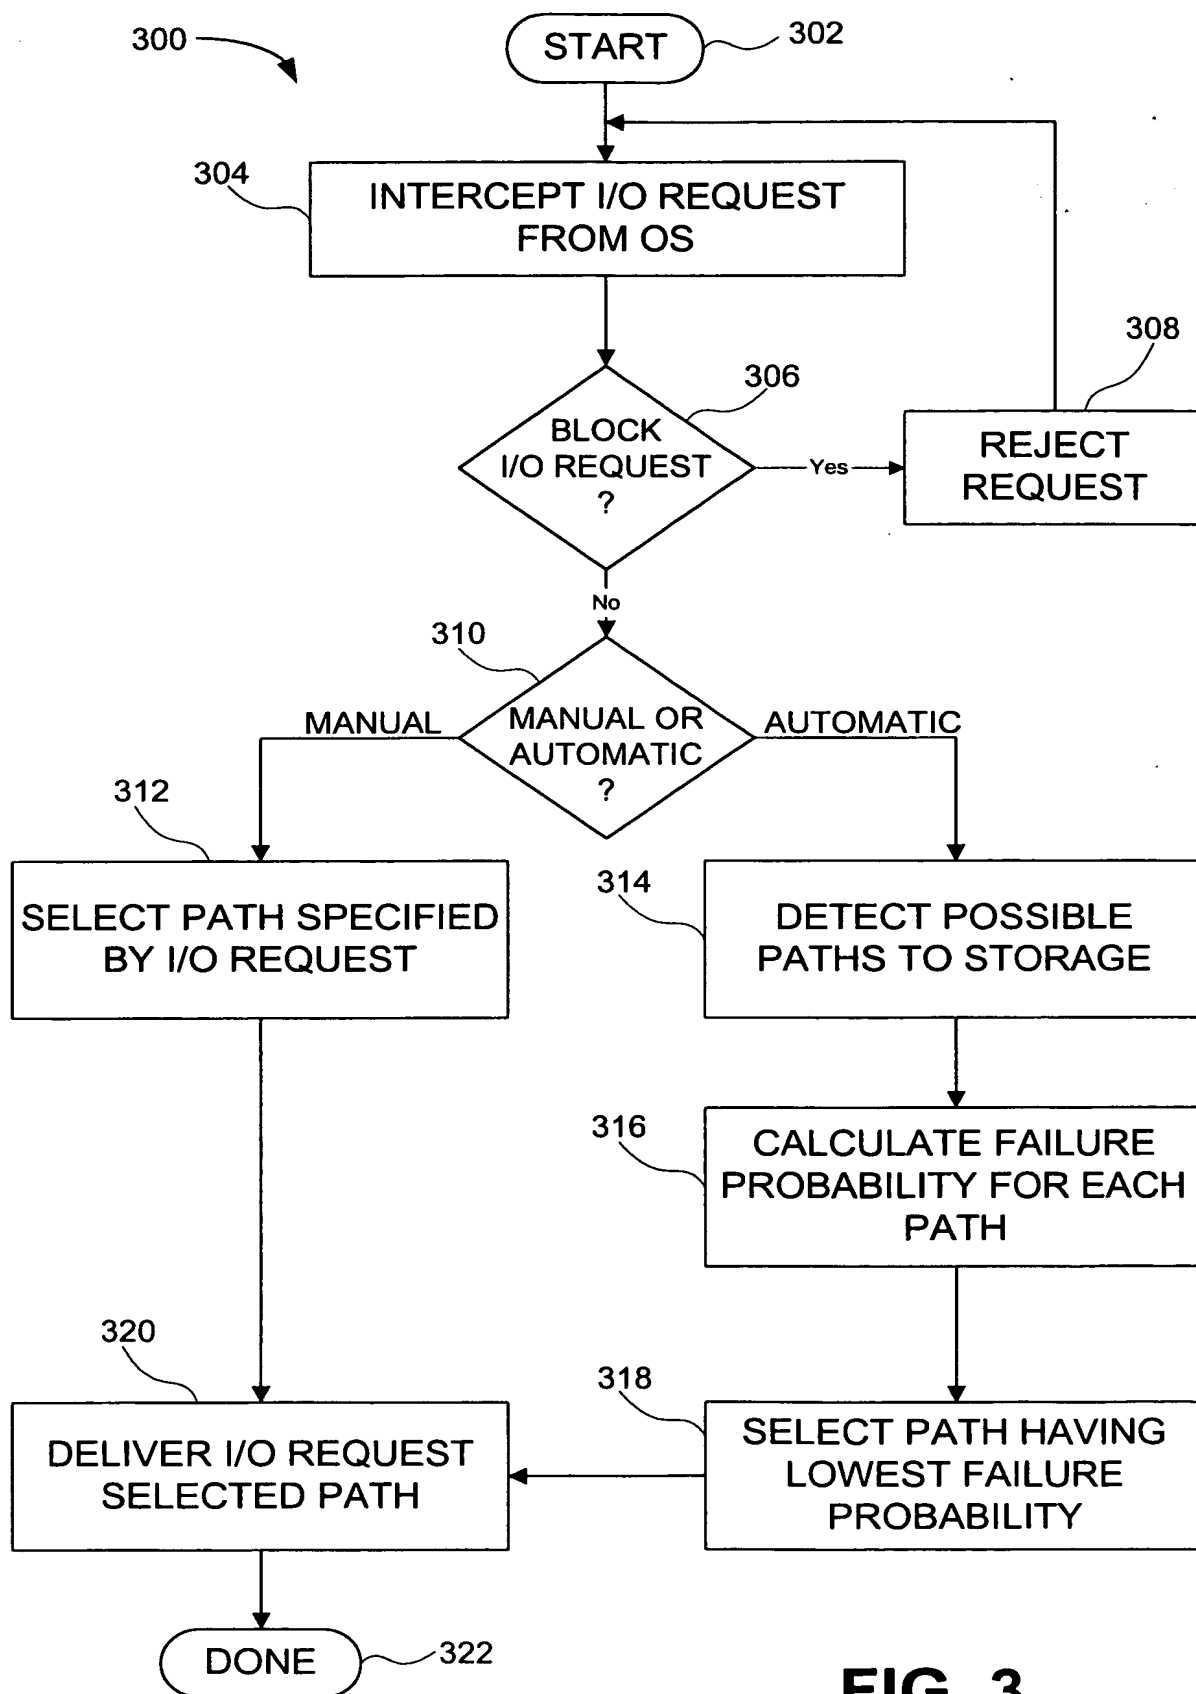 300
START
302
304
INTERCEPT I/O REQUEST
FROM OS
306
BLOCK
I/O REQUEST
?
Yes
308
REJECT
REQUEST
No
310
MANUAL
MANUAL OR
AUTOMATIC
?
AUTOMATIC
312
SELECT PATH SPECIFIED
BY I/O REQUEST
314
DETECT POSSIBLE
PATHS TO STORAGE
316
CALCULATE FAILURE
PROBABILITY FOR EACH
PATH
320
DELIVER I/O REQUEST
SELECTED PATH
318
SELECT PATH HAVING
LOWEST FAILURE
PROBABILITY
DONE
322
FIG. 3